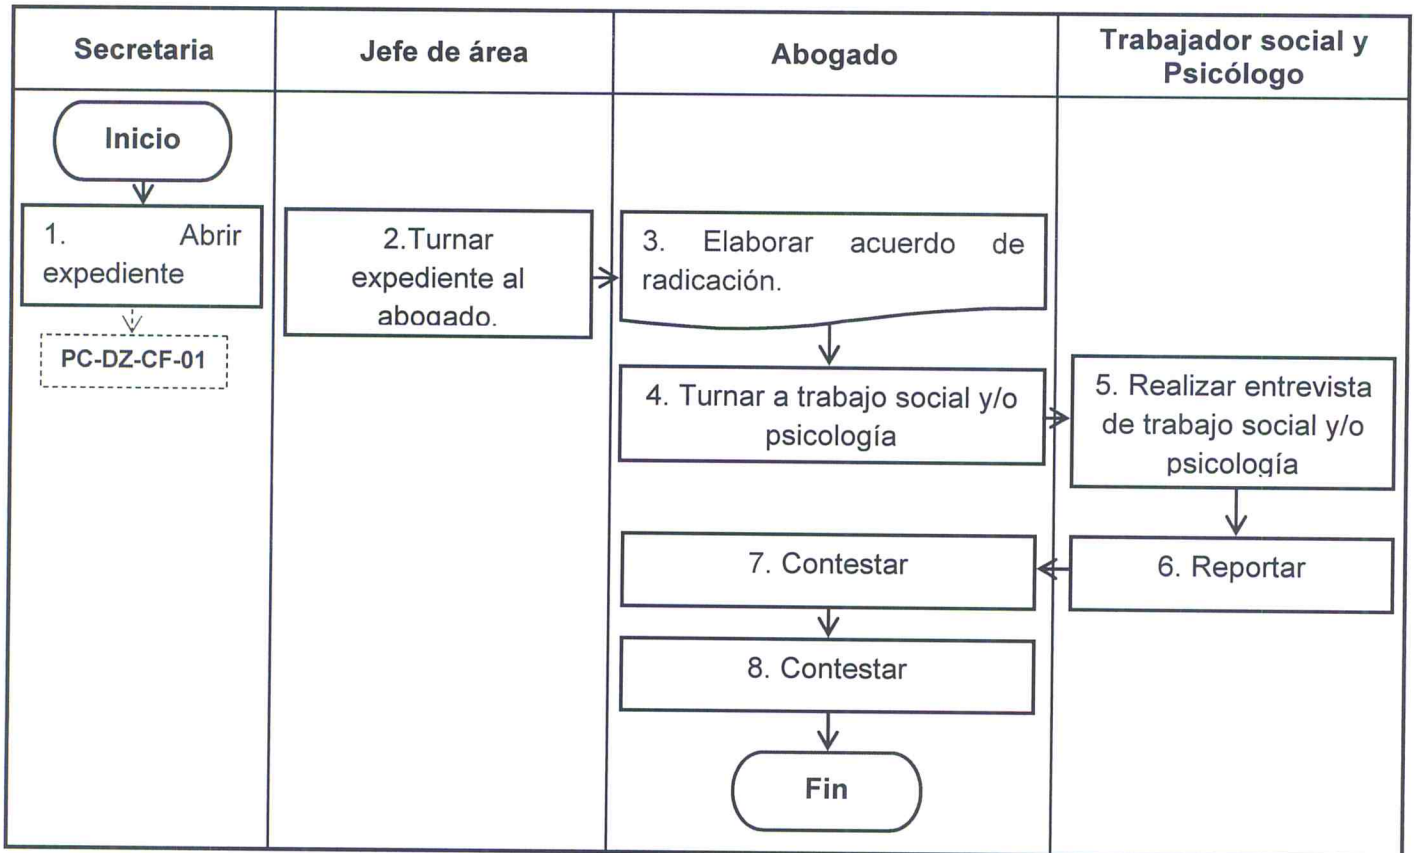 Secretaria
Jefe de área
Abogado
Trabajador social y
Psicólogo
Inicio
1. Abrir
expediente
PC-DZ-CF-01
2.Turnar
expediente al
abogado.
3. Elaborar acuerdo de
radicación.
4. Turnar a trabajo social y/o
psicología
5. Realizar entrevista
de trabajo social y/o
psicología
6. Reportar
7. Contestar
8. Contestar
Fin